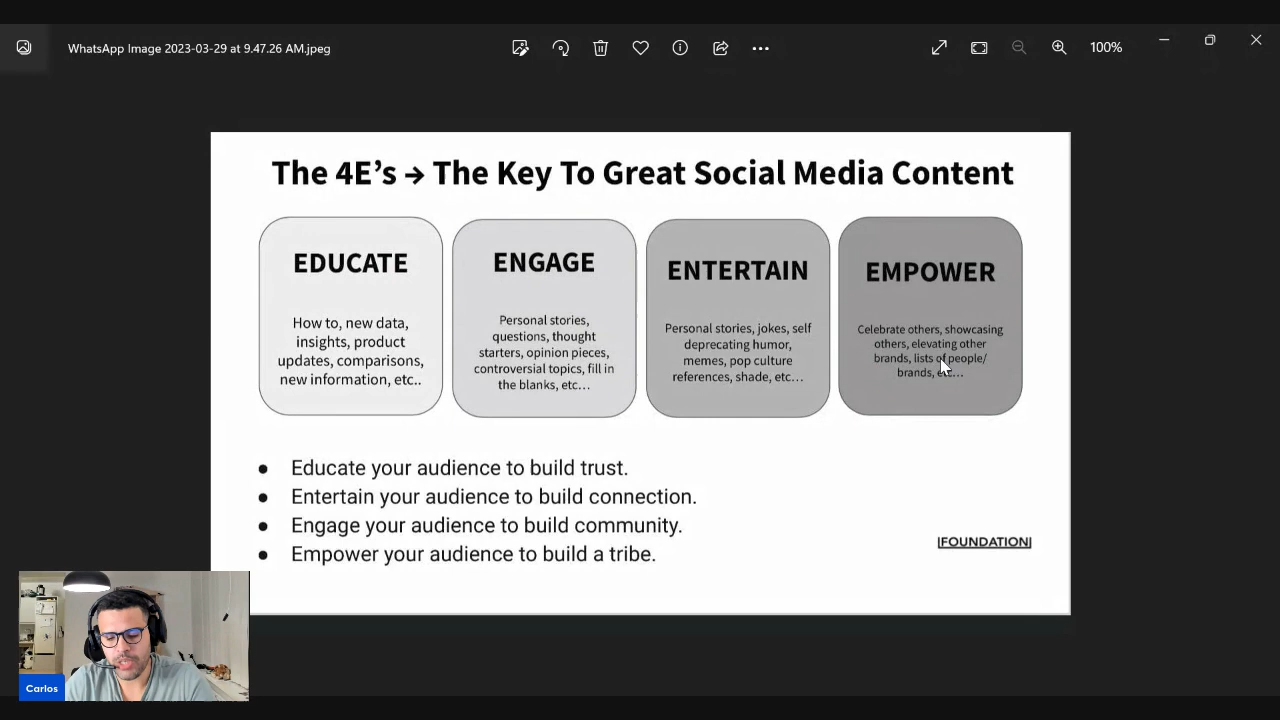 WhatsApp Image 2023-03-29 at 9.47.26 AM.jpeg
100%
The 4E’s → The Key To Great Social Media Content
EDUCATE
How to, new data,
insights, product
updates, comparisons,
new information, etc..
ENGAGE
Personal stories,
questions, thought
starters, opinion pieces,
controversial topics, fill in
the blanks, etc…
ENTERTAIN
Personal stories, jokes, self
deprecating humor,
memes, pop culture
references, shade, etc…
EMPOWER
Celebrate others, showcasing
others, elevating other
brands, lists of people/
brands, etc…
● Educate your audience to build trust.
● Entertain your audience to build connection.
● Engage your audience to build community.
● Empower your audience to build a tribe.
|FOUNDATION|
Carlos